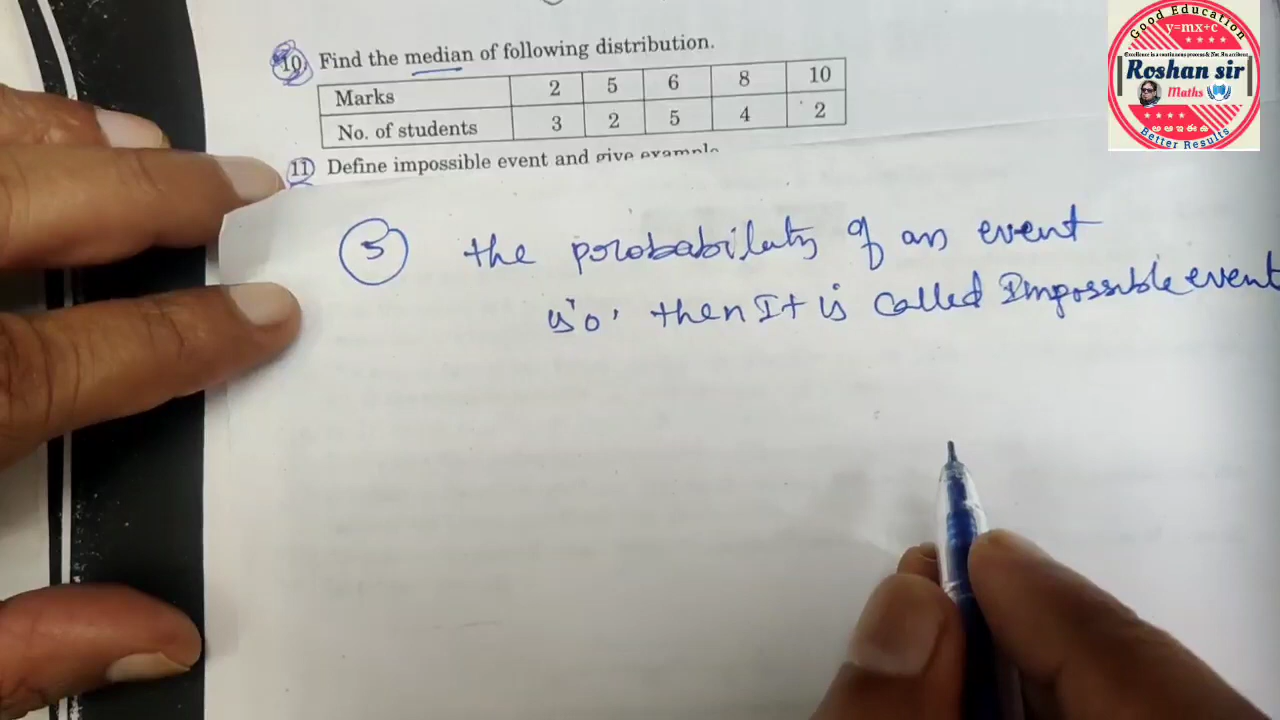 10 Find the median of following distribution.
Marks 2 5 6 8 10
No. of students 3 2 5 4 2
11 Define impossible event and give example
5 the probability of an event
is '0' then It is called Impossible event
Good Education
y=mx+c
Roshan sir
Maths
Better Results